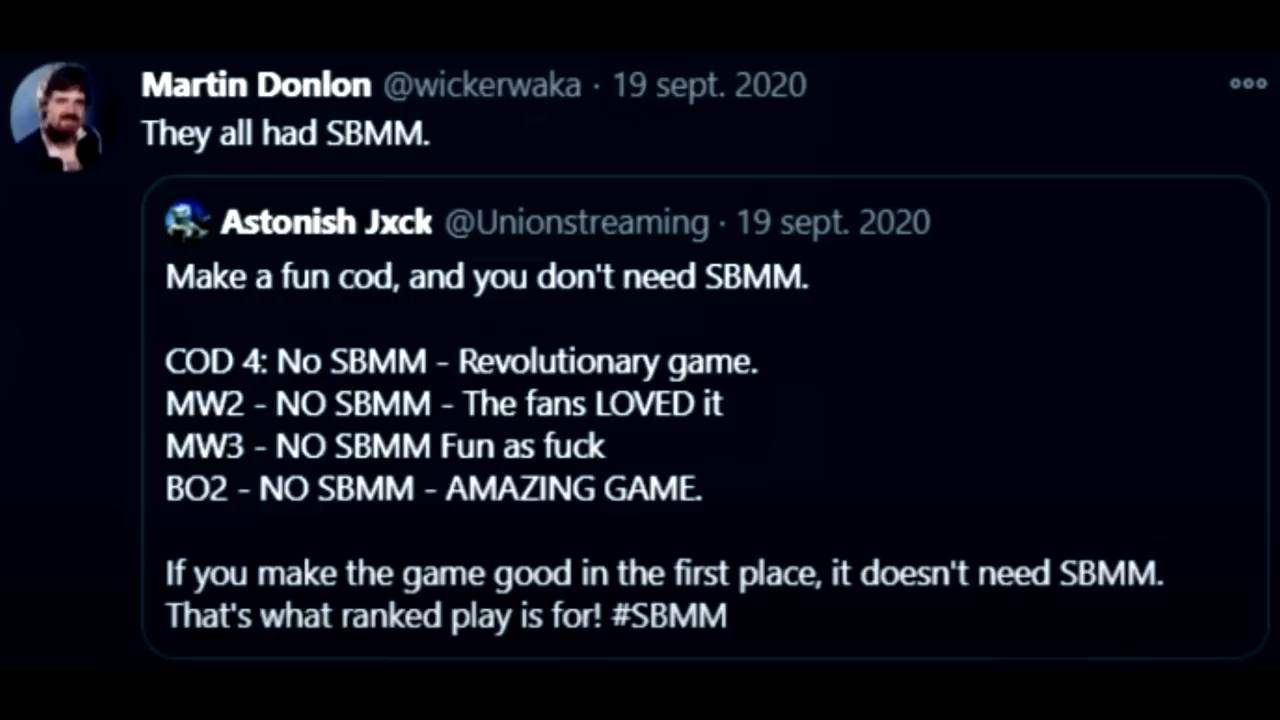 Martin Donlon @wickerwaka · 19 sept. 2020
They all had SBMM.
Astonish Jxck @Unionstreaming · 19 sept. 2020
Make a fun cod, and you don't need SBMM.
COD 4: No SBMM - Revolutionary game.
MW2 - NO SBMM - The fans LOVED it
MW3 - NO SBMM Fun as fuck
BO2 - NO SBMM - AMAZING GAME.
If you make the game good in the first place, it doesn't need SBMM.
That's what ranked play is for! #SBMM